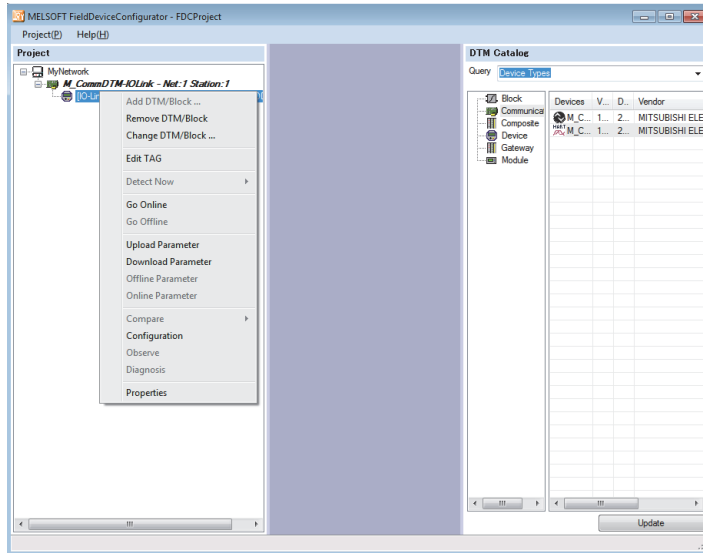 MELSOFT FieldDeviceConfigurator - FDCProject
Project(P) Help(H)
Project
MyNetwork
M_CommDTM-IOLink - Net:1 Station:1
Add DTM/Block ...
Remove DTM/Block
Change DTM/Block ...
Edit TAG
Detect Now
Go Online
Go Offline
Upload Parameter
Download Parameter
Offline Parameter
Online Parameter
Compare
Configuration
Observe
Diagnosis
Properties
DTM Catalog
Query Device Types
Block
Communica
Composite
Device
Gateway
Module
Devices V... D... Vendor
M_C... 1... 2... MITSUBISHI ELE
M_C... 1... 2... MITSUBISHI ELE
Update